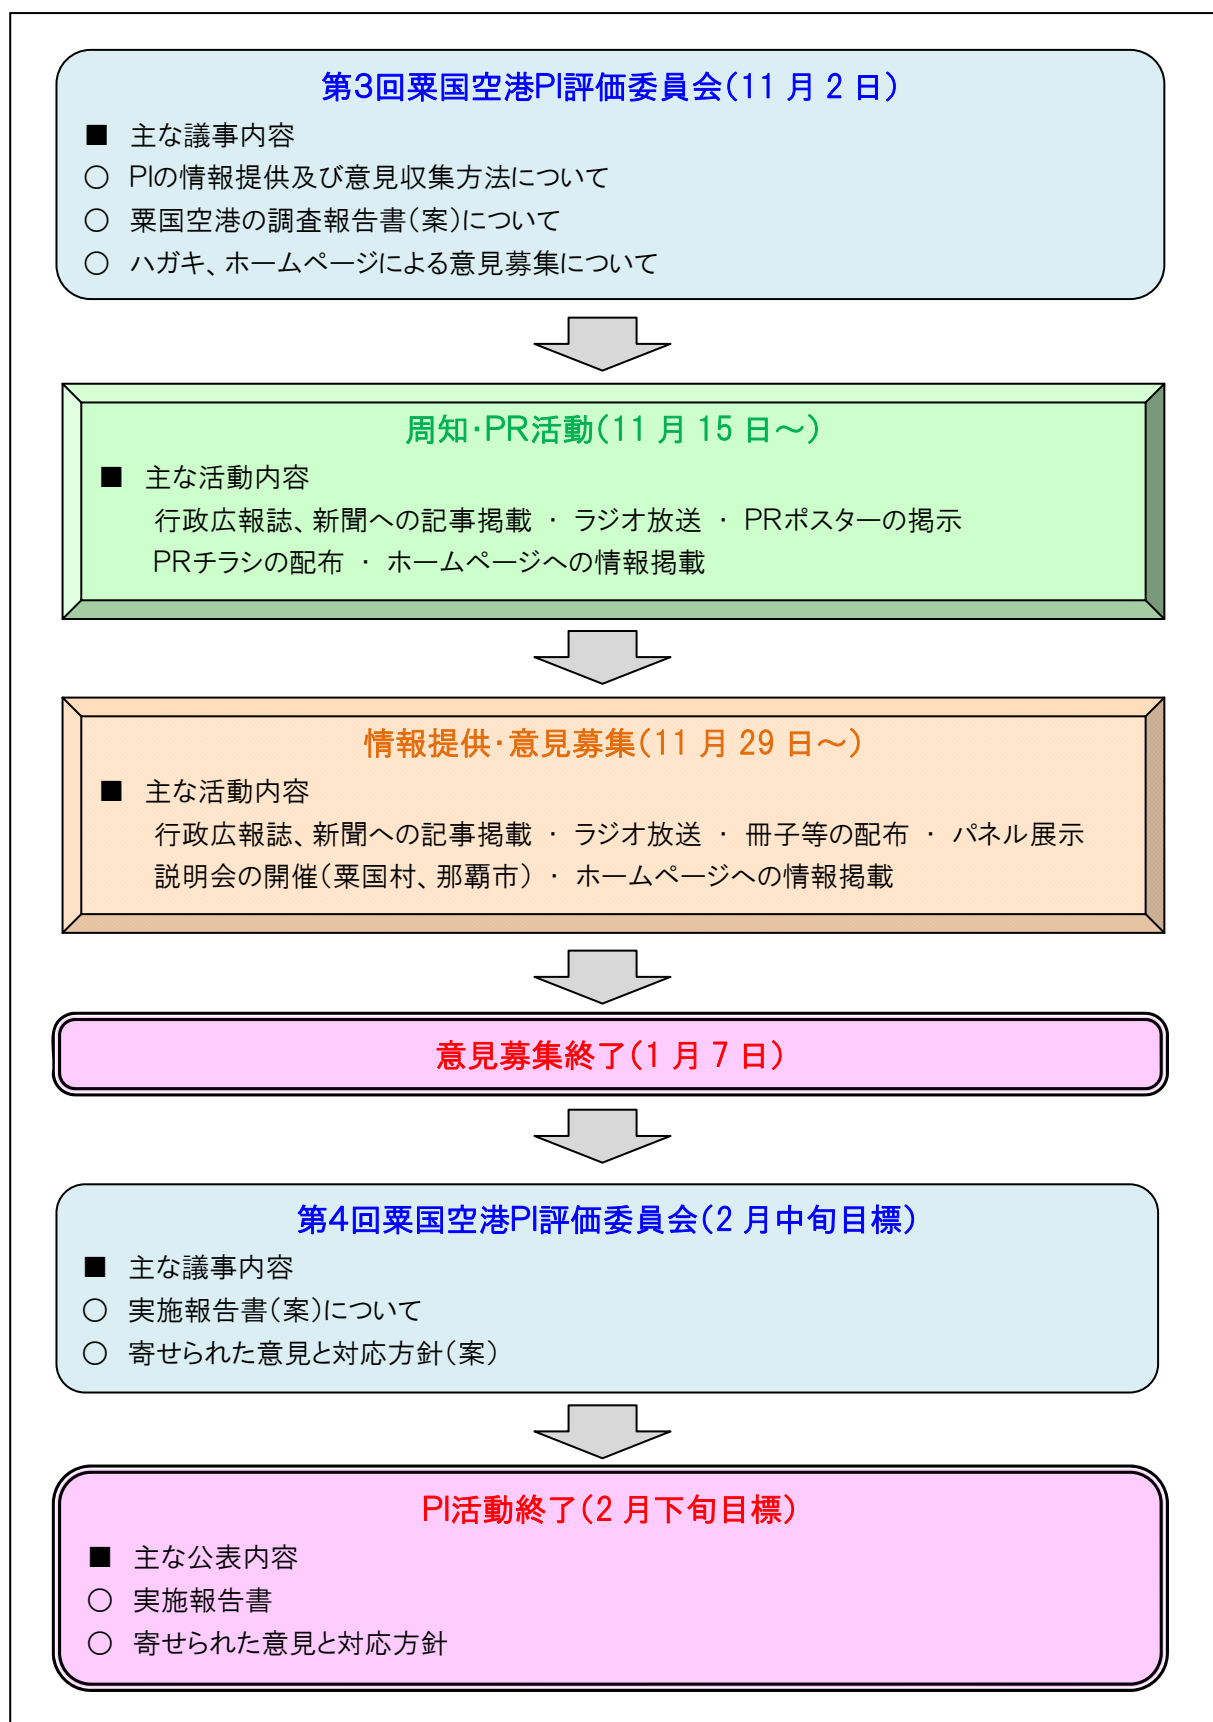 第3回粟国空港PI評価委員会(11月2日)
■ 主な議事内容
○ PIの情報提供及び意見収集方法について
○ 粟国空港の調査報告書(案)について
○ ハガキ、ホームページによる意見募集について
周知・PR活動(11月15日~)
■ 主な活動内容
行政広報誌、新聞への記事掲載 ・ ラジオ放送 ・ PRポスターの掲示
PRチラシの配布 ・ ホームページへの情報掲載
情報提供・意見募集(11月29日~)
■ 主な活動内容
行政広報誌、新聞への記事掲載 ・ ラジオ放送 ・ 冊子等の配布 ・ パネル展示
説明会の開催(粟国村、那覇市) ・ ホームページへの情報掲載
意見募集終了(1月7日)
第4回粟国空港PI評価委員会(2月中旬目標)
■ 主な議事内容
○ 実施報告書(案)について
○ 寄せられた意見と対応方針(案)
PI活動終了(2月下旬目標)
■ 主な公表内容
○ 実施報告書
○ 寄せられた意見と対応方針